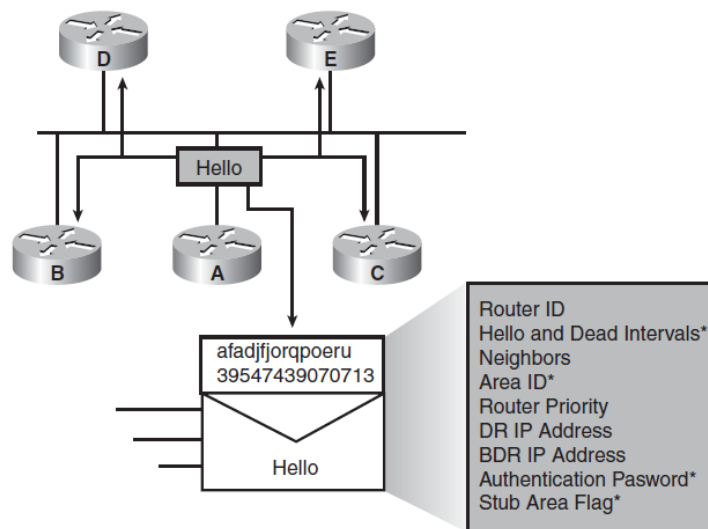 D
E
Hello
B
A
C
afadjfjorqpoeru
39547439070713
Hello
Router ID
Hello and Dead Intervals*
Neighbors
Area ID*
Router Priority
DR IP Address
BDR IP Address
Authentication Pasword*
Stub Area Flag*